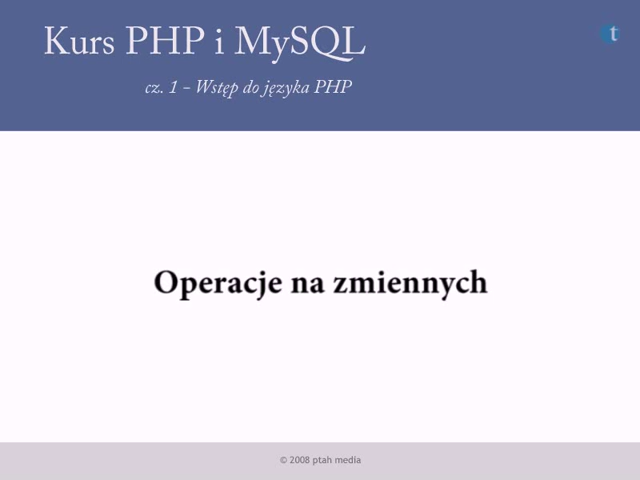 Kurs PHP i MySQL
t
cz. 1 – Wstęp do języka PHP
Operacje na zmiennych
© 2008 ptah media